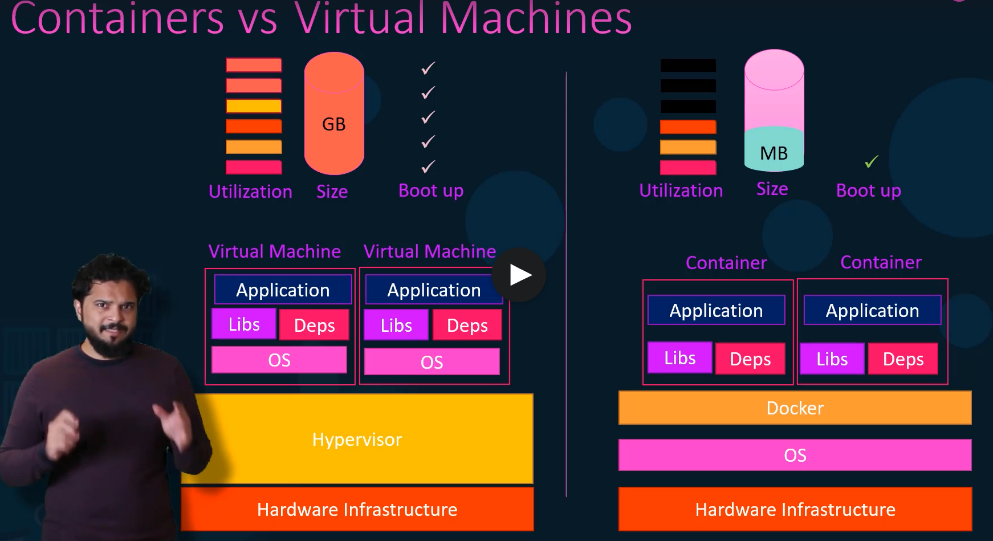 Containers vs Virtual Machines
GB
Utilization Size Boot up
Virtual Machine Virtual Machine
Application Application
Libs Deps Libs Deps
OS OS
Hypervisor
Hardware Infrastructure
MB
Utilization Size Boot up
Container Container
Application Application
Libs Deps Libs Deps
Docker
OS
Hardware Infrastructure